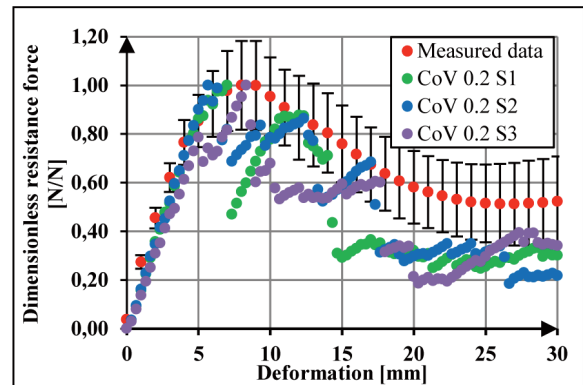 Dimensionless resistance force
[N/N]
1,20
1,00
0,80
0,60
0,40
0,20
0,00
Measured data
CoV 0.2 S1
CoV 0.2 S2
CoV 0.2 S3
0 5 10 15 20 25 30
Deformation [mm]